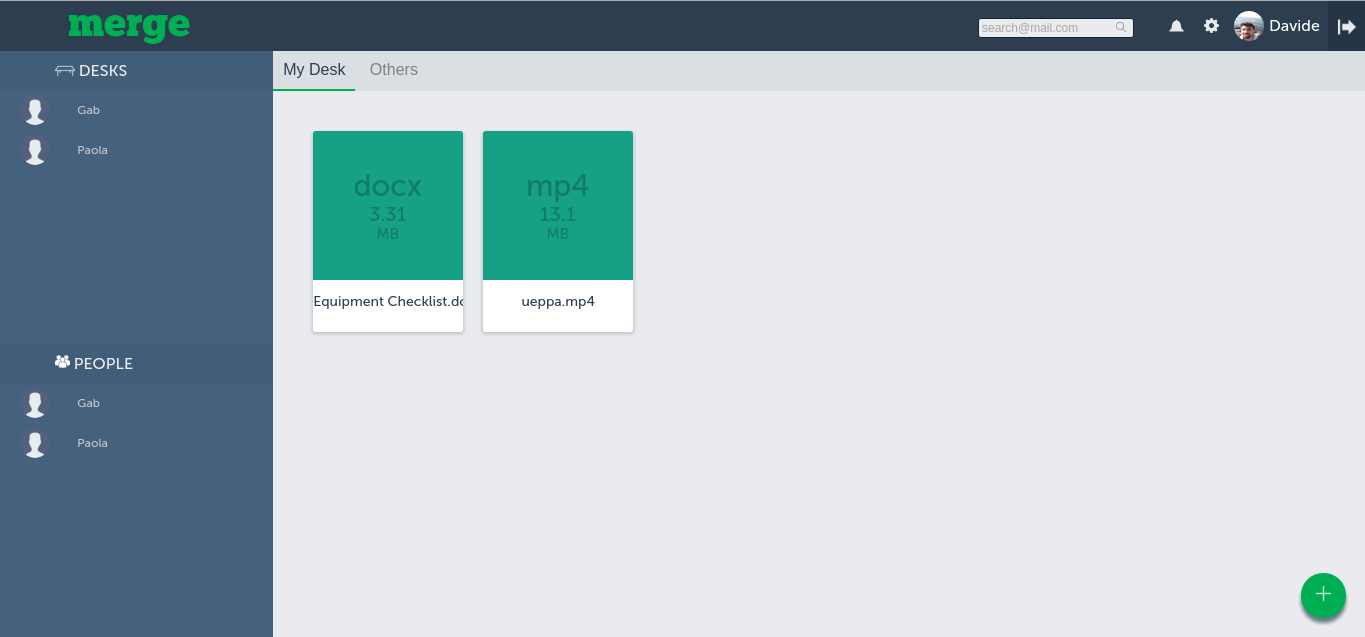 merge
search@mail.com
Davide
DESKS
Gab
Paola
PEOPLE
Gab
Paola
My Desk
Others
docx
3.31
MB
Equipment Checklist.do
mp4
13.1
MB
ueppa.mp4